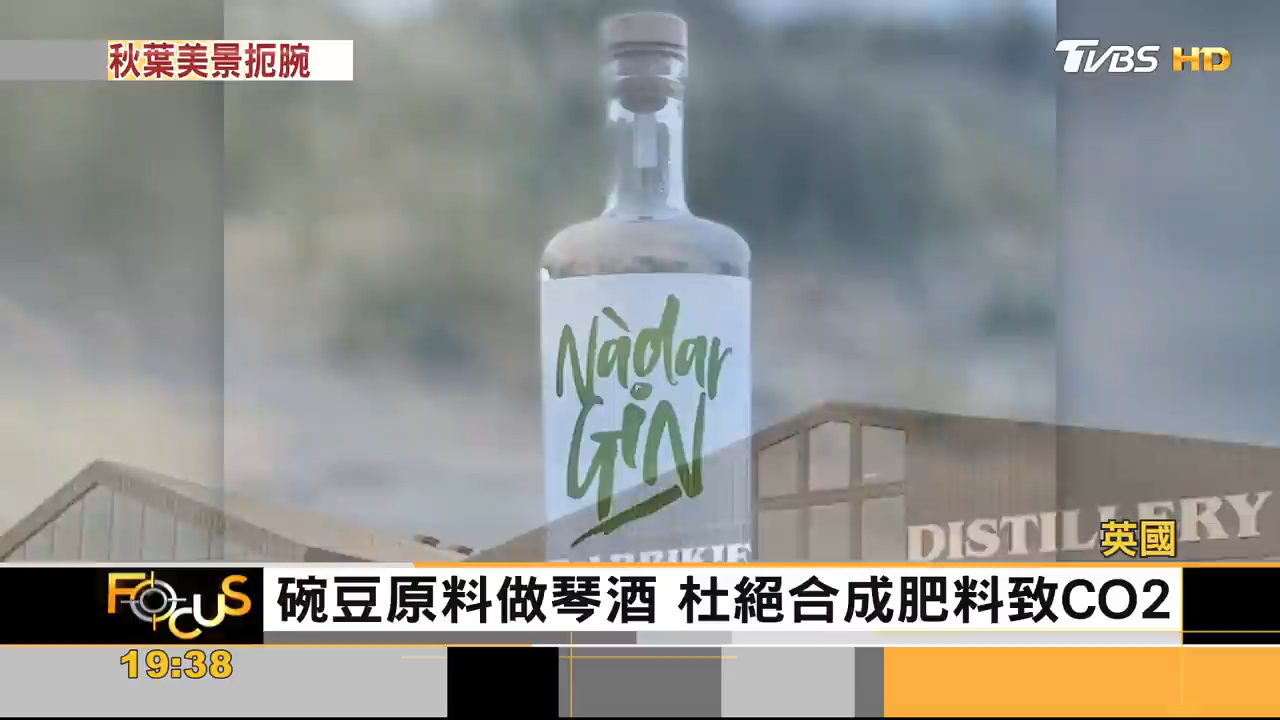 秋葉美景扼腕
TVBS HD
Nàdar
GiN
DISTILLERY
英國
FOCUS
碗豆原料做琴酒 杜絕合成肥料致CO2
19:38